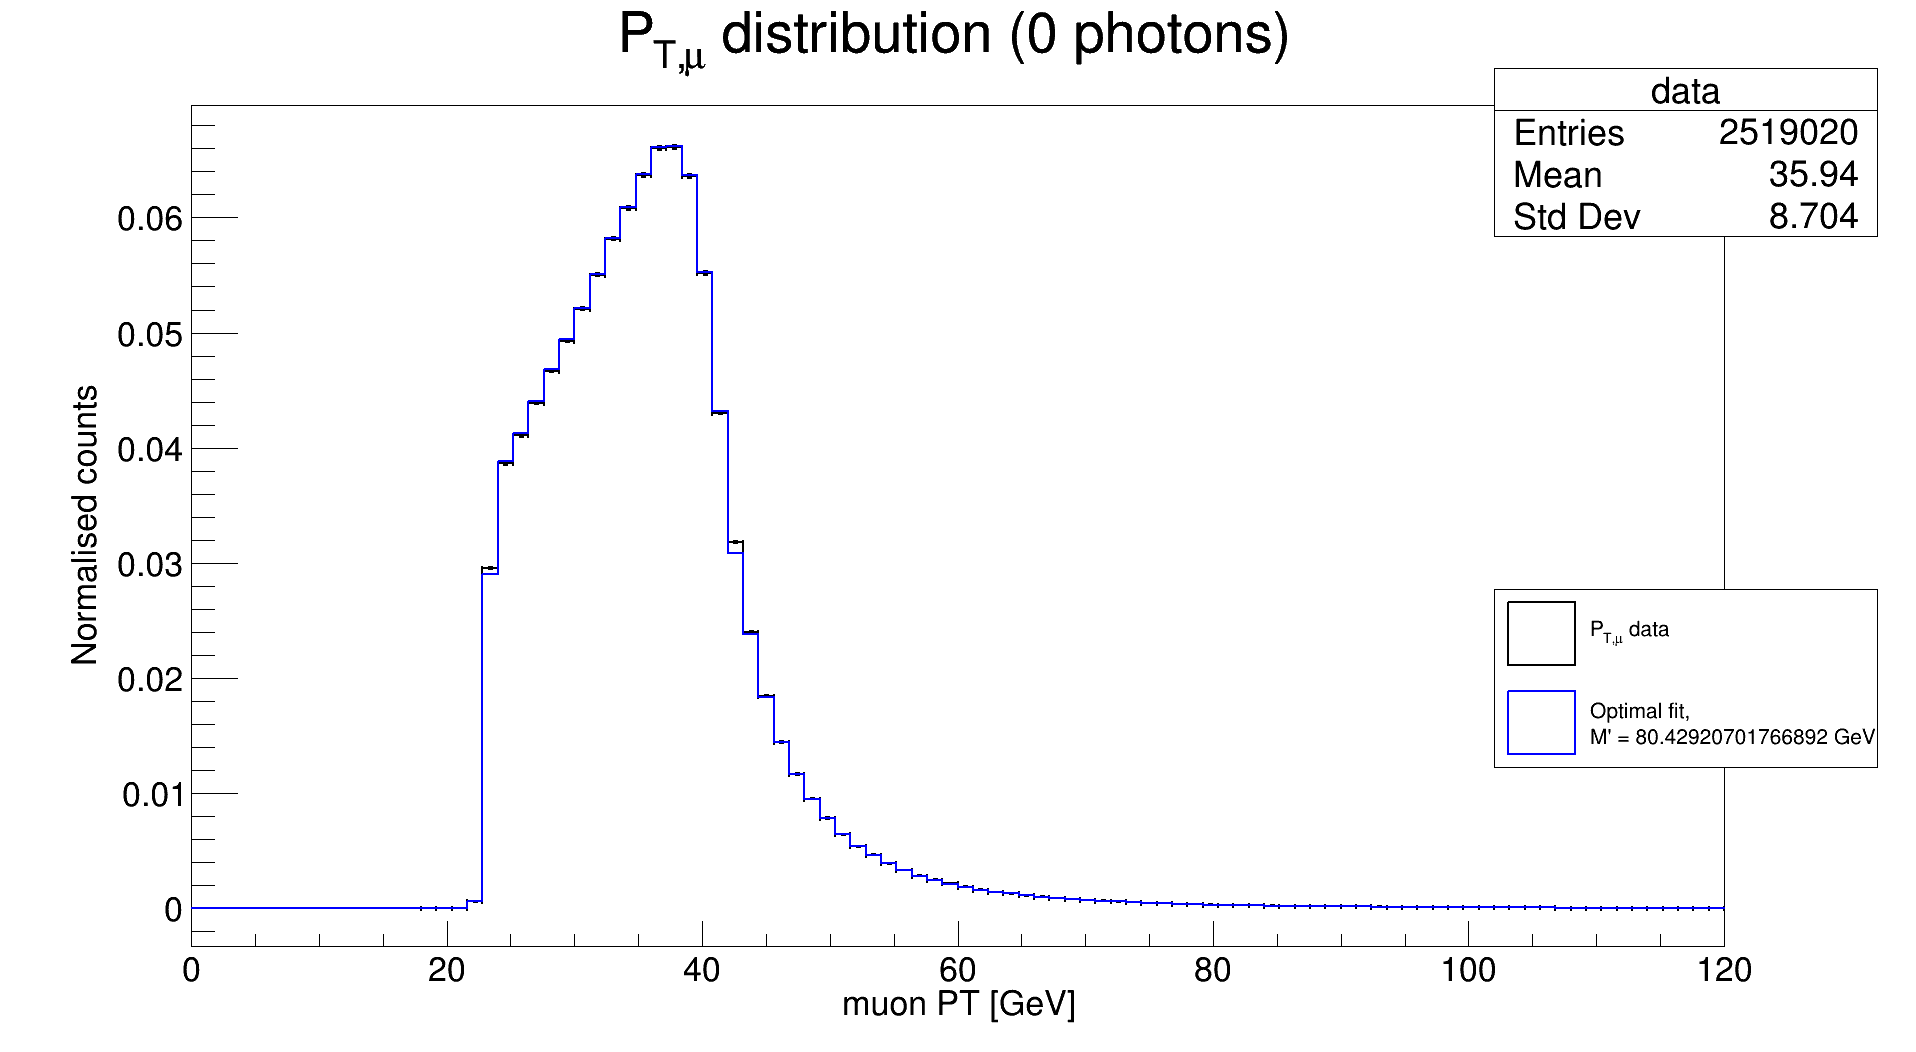 P_T,μ distribution (0 photons)
data
Entries 2519020
Mean 35.94
Std Dev 8.704
Normalised counts
0.06
0.05
0.04
0.03
0.02
0.01
0
P_T,μ data
Optimal fit,
M' = 80.42920701766892 GeV
0 20 40 60 80 100 120
muon PT [GeV]